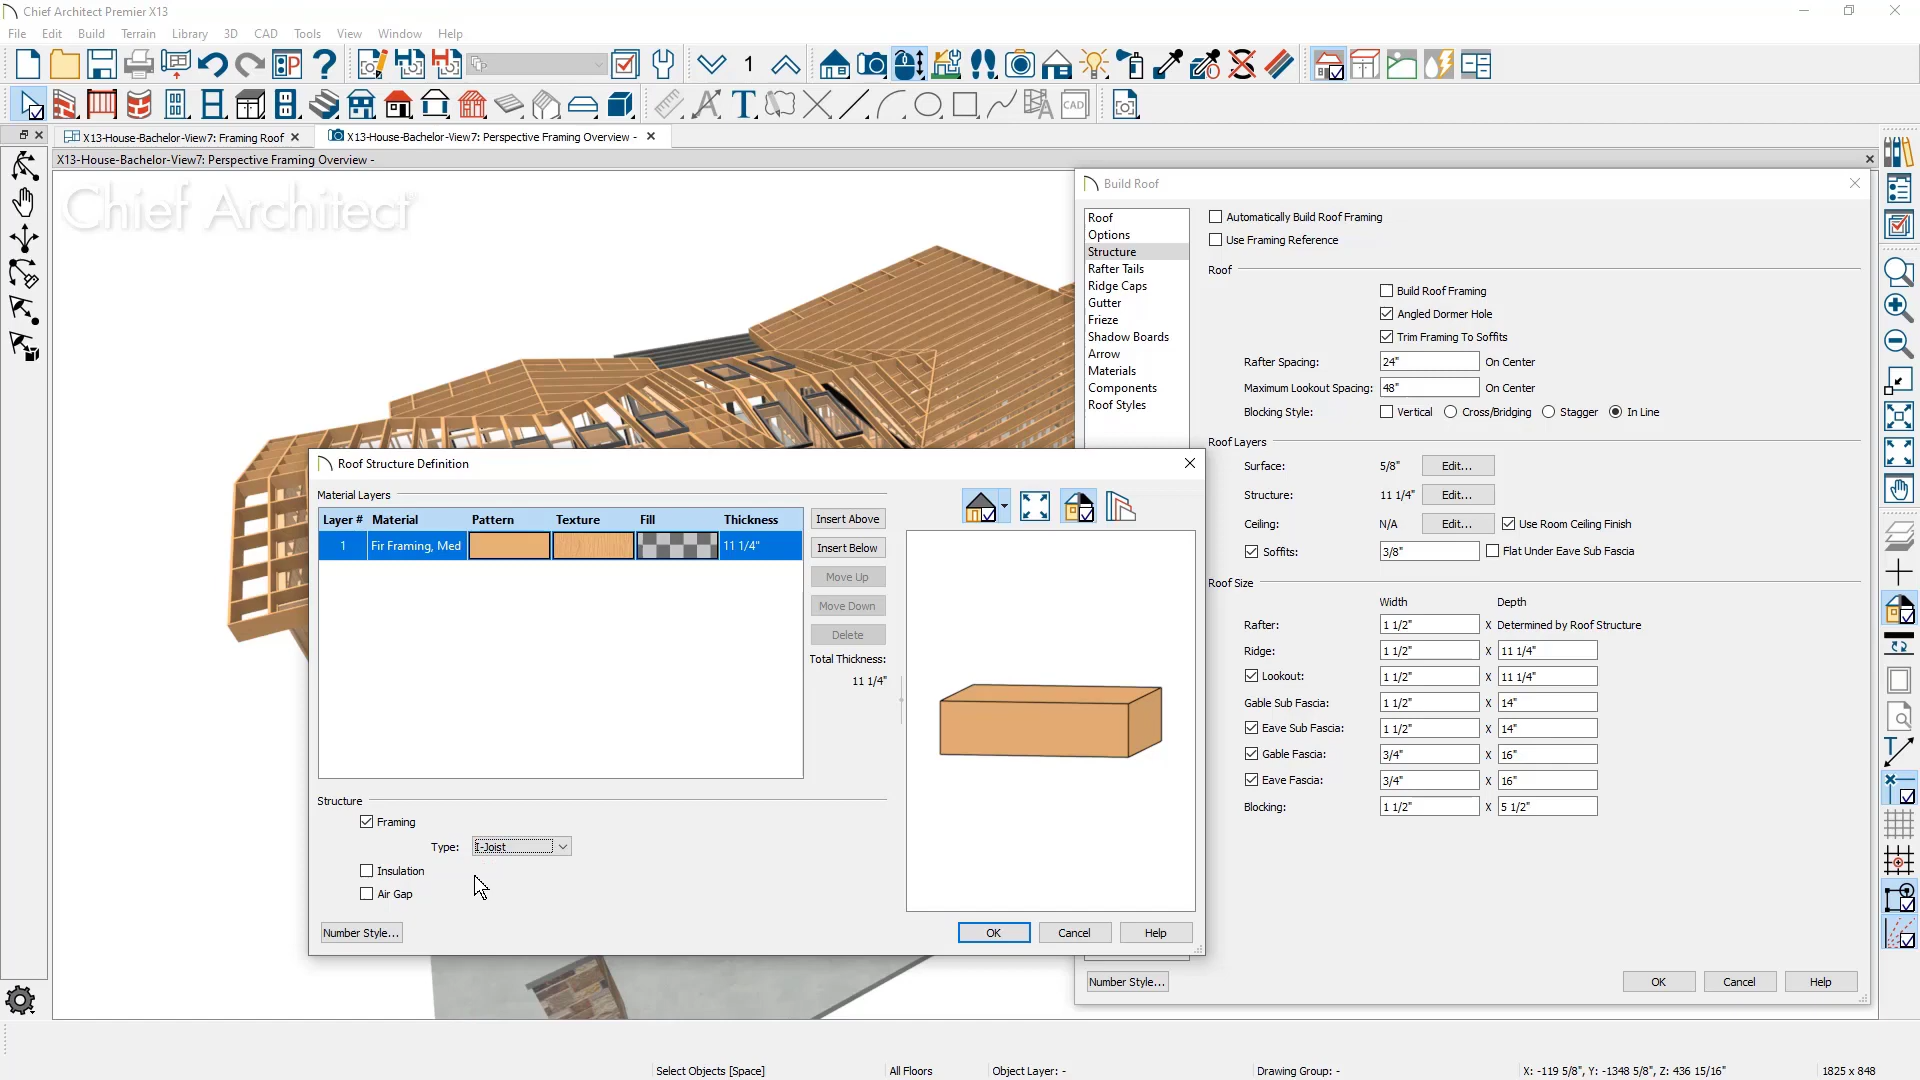 Chief Architect Premier X13
File Edit Build Terrain Library 3D CAD Tools View Window Help
1
CAD
X13-House-Bachelor-View7: Framing Roof
X13-House-Bachelor-View7: Perspective Framing Overview -
X13-House-Bachelor-View7: Perspective Framing Overview -
Chief Architect
Build Roof
Roof
Options
Structure
Rafter Tails
Ridge Caps
Gutter
Frieze
Shadow Boards
Arrow
Materials
Components
Roof Styles
Automatically Build Roof Framing
Use Framing Reference
Roof
Build Roof Framing
Angled Dormer Hole
Trim Framing To Soffits
Rafter Spacing: 24" On Center
Maximum Lookout Spacing: 48" On Center
Blocking Style: Vertical Cross/Bridging Stagger In Line
Roof Layers
Surface: 5/8" Edit...
Structure: 11 1/4" Edit...
Ceiling: N/A Edit... Use Room Ceiling Finish
Soffits: 3/8" Flat Under Eave Sub Fascia
Roof Size
Width Depth
Rafter: 1 1/2" X Determined by Roof Structure
Ridge: 1 1/2" X 11 1/4"
Lookout: 1 1/2" X 11 1/4"
Gable Sub Fascia: 1 1/2" X 14"
Eave Sub Fascia: 1 1/2" X 14"
Gable Fascia: 3/4" X 16"
Eave Fascia: 3/4" X 16"
Blocking: 1 1/2" X 5 1/2"
Number Style... OK Cancel Help
Roof Structure Definition
Material Layers
Layer # Material Pattern Texture Fill Thickness
1 Fir Framing, Med 11 1/4"
Insert Above
Insert Below
Move Up
Move Down
Delete
Total Thickness:
11 1/4"
Structure
Framing
Type: I-Joist
Insulation
Air Gap
Number Style... OK Cancel Help
Select Objects [Space] All Floors Object Layer: - Drawing Group: - X: -119 5/8", Y: -1348 5/8", Z: 436 15/16" 1825 x 848